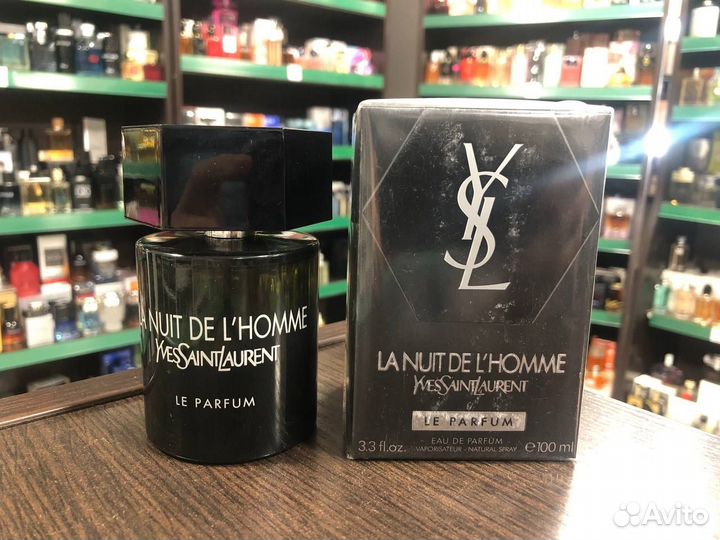 LA NUIT DE L'HOMME
YVESSAINTLAURENT
LE PARFUM
YSL
LA NUIT DE L'HOMME
YVESSAINTLAURENT
LE PARFUM
EAU DE PARFUM
3.3 fl.oz. VAPORISATEUR - NATURAL SPRAY ℮100 ml
Avito